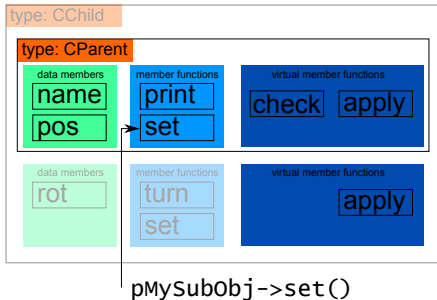 type: CChild
type: CParent
data members member functions virtual member functions
name print check apply
pos set
data members member functions virtual member functions
rot turn apply
set
pMySubObj->set()